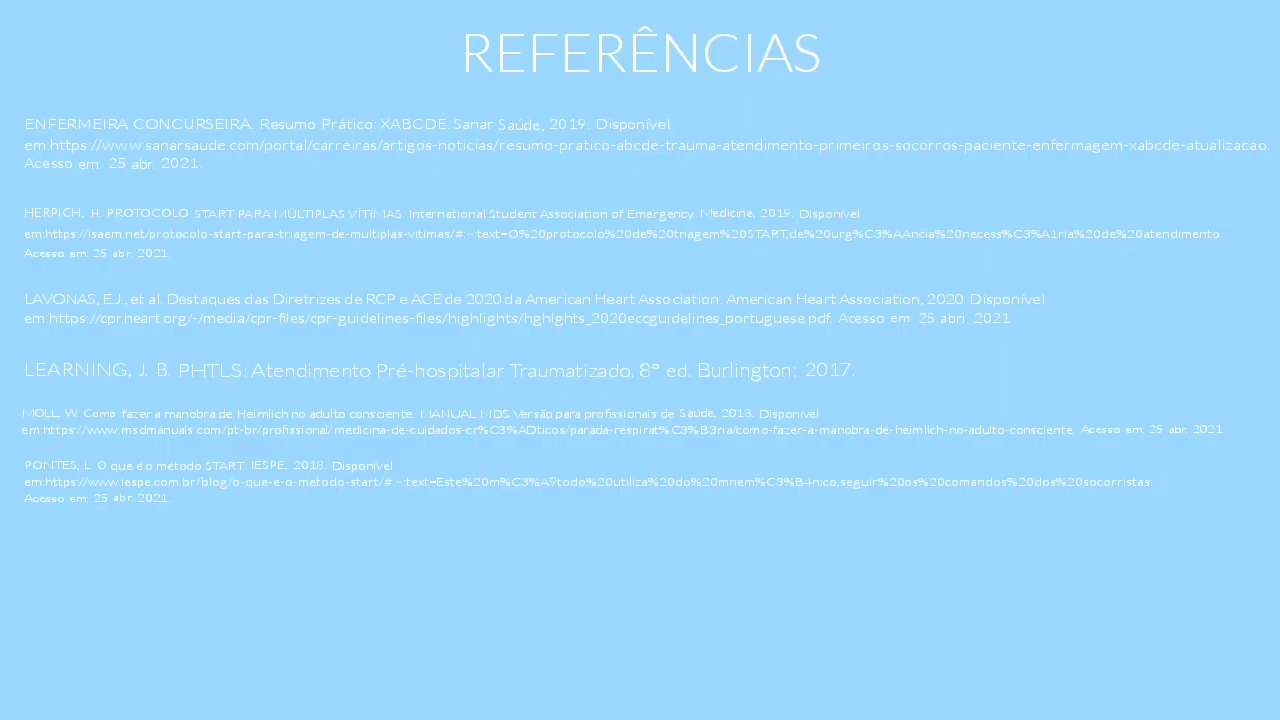 REFERÊNCIAS
ENFERMEIRA CONCURSEIRA. Resumo Prático: XABCDE. Sanar Saúde, 2019. Disponível
em:https://www.sanarsaude.com/portal/carreiras/artigos-noticias/resumo-pratico-abcde-trauma-atendimento-primeiros-socorros-paciente-enfermagem-xabcde-atualizacao.
Acesso em: 25 abr. 2021.
HERPICH, H. PROTOCOLO START PARA MÚLTIPLAS VÍTIMAS. International Student Association of Emergency Medicine, 2019. Disponível
em:https://isaem.net/protocolo-start-para-triagem-de-multiplas-vitimas/#:~:text=O%20protocolo%20de%20triagem%20START,de%20urg%C3%AAncia%20necess%C3%A1ria%20de%20atendimento.
Acesso em: 25 abr. 2021.
LAVONAS, E.J., et al. Destaques das Diretrizes de RCP e ACE de 2020 da American Heart Association. American Heart Association, 2020. Disponível
em:https://cpr.heart.org/-/media/cpr-files/cpr-guidelines-files/highlights/hghlghts_2020eccguidelines_portuguese.pdf. Acesso em: 25 abri. 2021
LEARNING, J. B. PHTLS: Atendimento Pré-hospitalar Traumatizado. 8° ed. Burlington: 2017.
MOLL, W. Como fazer a manobra de Heimlich no adulto consciente. MANUAL MDS Versão para profissionais de Saúde, 2018. Disponível
em:https://www.msdmanuals.com/pt-br/profissional/medicina-de-cuidados-cr%C3%ADticos/parada-respirat%C3%B3ria/como-fazer-a-manobra-de-heimlich-no-adulto-consciente. Acesso em: 25 abr. 2021.
PONTES, L. O que é o método START. IESPE, 2018. Disponível
em:https://www.iespe.com.br/blog/o-que-e-o-metodo-start/#:~:text=Este%20m%C3%A9todo%20utiliza%20do%20mnem%C3%B4nico,seguir%20os%20comandos%20dos%20socorristas.
Acesso em: 25 abr. 2021.